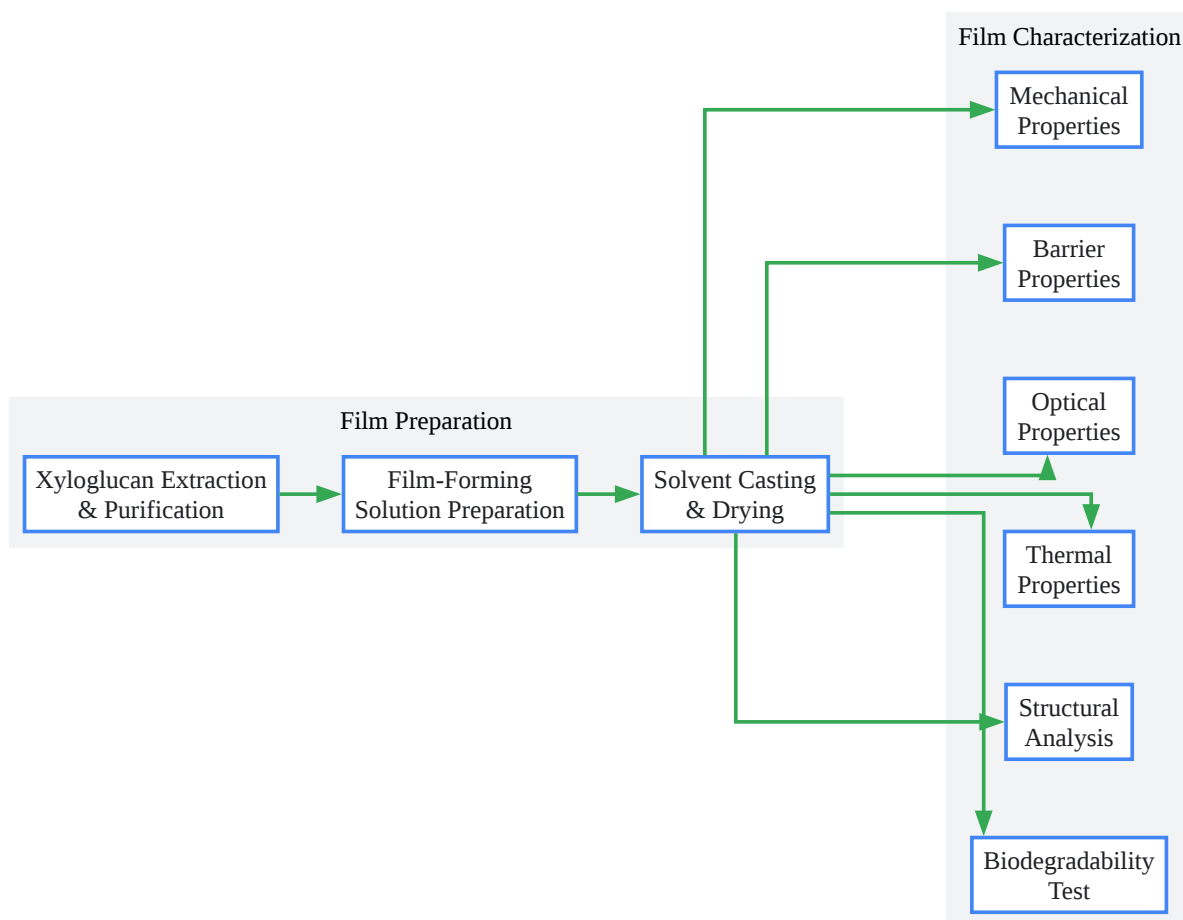 Film Characterization
Mechanical
Properties
Barrier
Properties
Optical
Properties
Film Preparation
Xyloglucan Extraction
& Purification
Film-Forming
Solution Preparation
Solvent Casting
& Drying
Thermal
Properties
Structural
Analysis
Biodegradability
Test